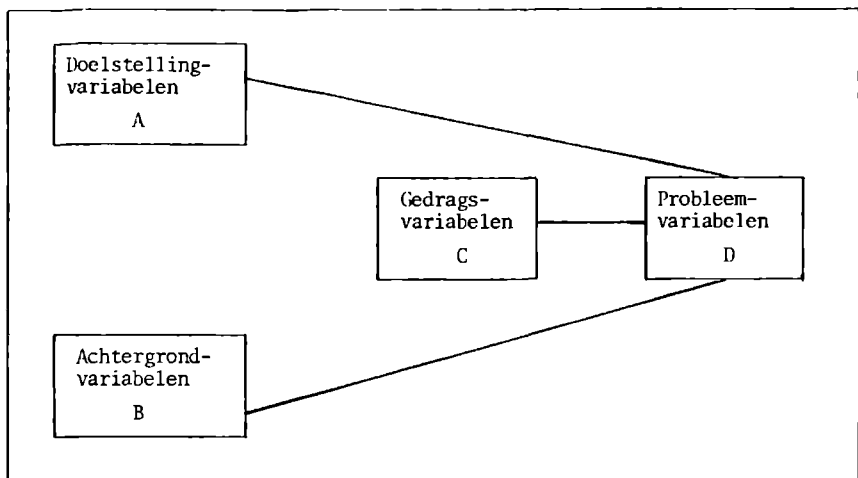 Doelstelling-
variabelen
A
Gedrags-
variabelen
C
Probleem-
variabelen
D
Achtergrond-
variabelen
B